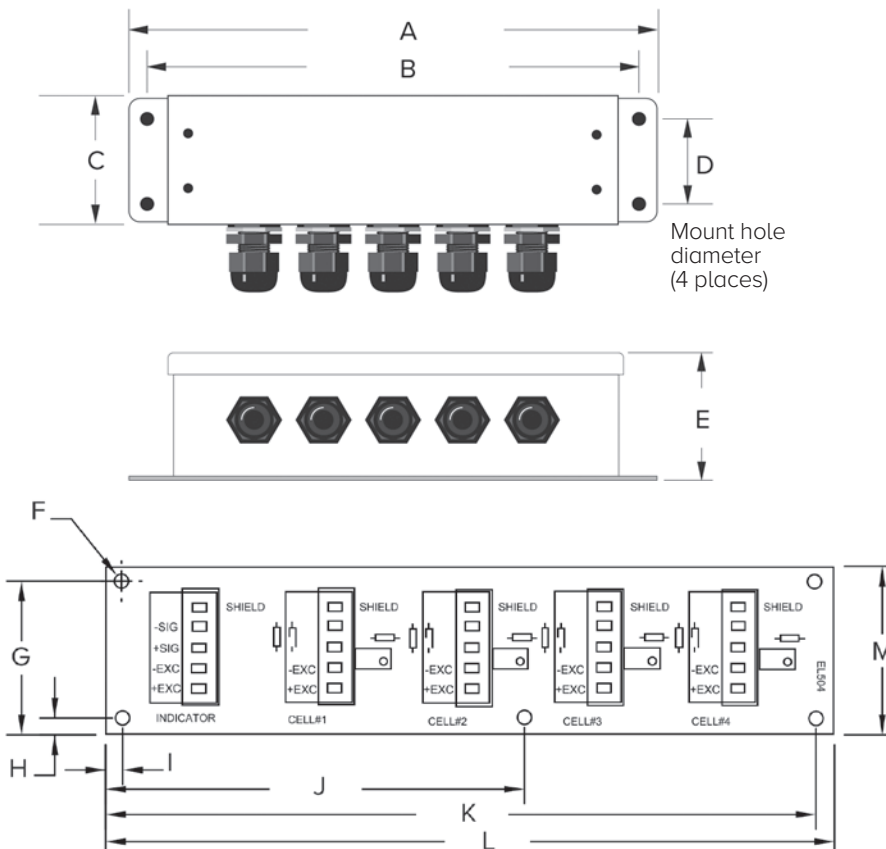 A
B
C
D
Mount hole
diameter
(4 places)
E
F
G
H
I
SHIELD
-SIG
+SIG
-EXC
+EXC
INDICATOR
SHIELD
-EXC
+EXC
CELL#1
SHIELD
-EXC
+EXC
CELL#2
SHIELD
-EXC
+EXC
CELL#3
SHIELD
-EXC
+EXC
CELL#4
EL504
M
J
K
L